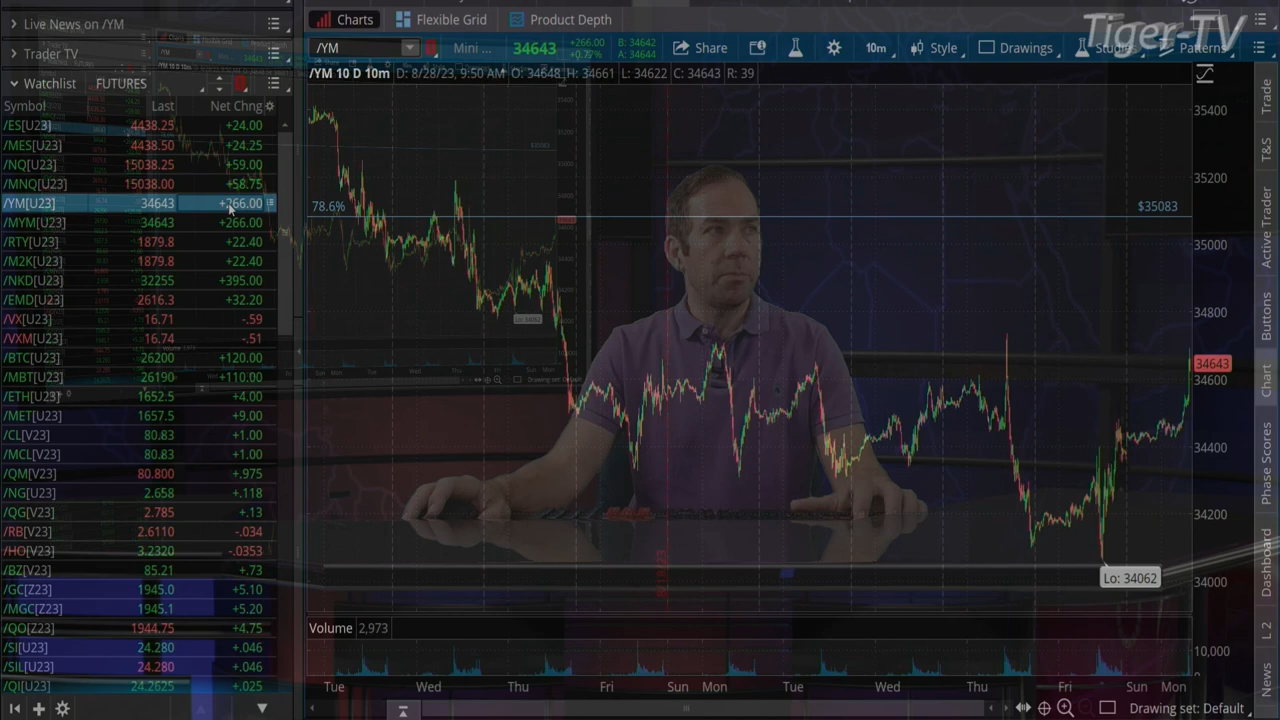 Live News on /YM
Charts
Flexible Grid
Product Depth
Tiger-TV
Trader TV
/YM
Mini ...
34643
+266.00
+0.77%
B: 34642
A: 34644
Share
10m
Style
Drawings
Studies
Patterns
Watchlist
FUTURES
/YM 10 D 10m
D: 8/28/23, 9:50 AM
O: 34648
H: 34661
L: 34622
C: 34643
R: 39
Symbol Last Net Chng
/ES[U23] 4438.25 +24.00
/MES[U23] 4438.50 +24.25
/NQ[U23] 15038.25 +59.00
/MNQ[U23] 15038.00 +58.75
/YM[U23] 34643 +266.00
/MYM[U23] 34643 +266.00
/RTY[U23] 1879.8 +22.40
/M2K[U23] 1879.8 +22.40
/NKD[U23] 32255 +395.00
/EMD[U23] 2616.3 +32.20
/VX[U23] 16.71 -.59
/VXM[U23] 16.74 -.51
/BTC[U23] 26200 +120.00
/MBT[U23] 26190 +110.00
/ETH[U23] 1652.5 +4.00
/MET[U23] 1657.5 +9.00
/CL[V23] 80.83 +1.00
/MCL[V23] 80.83 +1.00
/QM[V23] 80.800 +.975
/NG[U23] 2.658 +.118
/QG[U23] 2.785 +.13
/RB[V23] 2.6110 -.034
/HO[V23] 3.2320 -.0353
/BZ[V23] 85.21 +.73
/GC[Z23] 1945.0 +5.10
/MGC[Z23] 1945.1 +5.20
/QO[Z23] 1944.75 +4.75
/SI[U23] 24.280 +.046
/SIL[U23] 24.280 +.046
/QI[U23] 24.2625 +.025
78.6%
$35083
35400
35200
35000
34800
34643
34600
34400
34200
34000
Lo: 34062
Volume 2,973
10,000
Tue Wed Thu Fri Sun Mon Tue Wed Thu Fri Sun Mon
Drawing set: Default
Trade
T&S
Active Trader
Buttons
Chart
Phase Scores
Dashboard
L 2
News